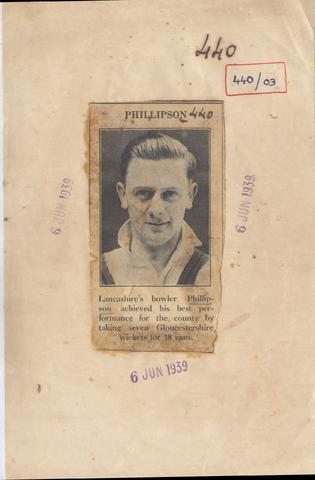 440
440/03
PHILLIPSON 440
6 JUN 1939
6 JUN 1939
Lancashire's bowler Phillip-
son achieved his best per-
formance for the county by
taking seven Gloucestershire
wickets for 18 runs.
6 JUN 1939